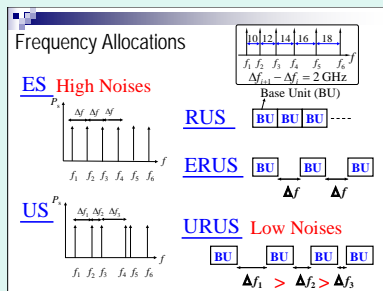 Frequency Allocations
10 12 14 16 18
f1 f2 f3 f4 f5 f6 f
Δfi+1 − Δfi = 2 GHz
Base Unit (BU)
ES High Noises
Ps
Δf Δf Δf
f1 f2 f3 f4 f5 f6 f
RUS BU BU BU
ERUS BU BU BU
Δf Δf
US
Ps
Δf1 Δf2 Δf3
f1 f2 f3 f4 f5 f6 f
URUS Low Noises
BU BU BU BU
Δf1 > Δf2 > Δf3